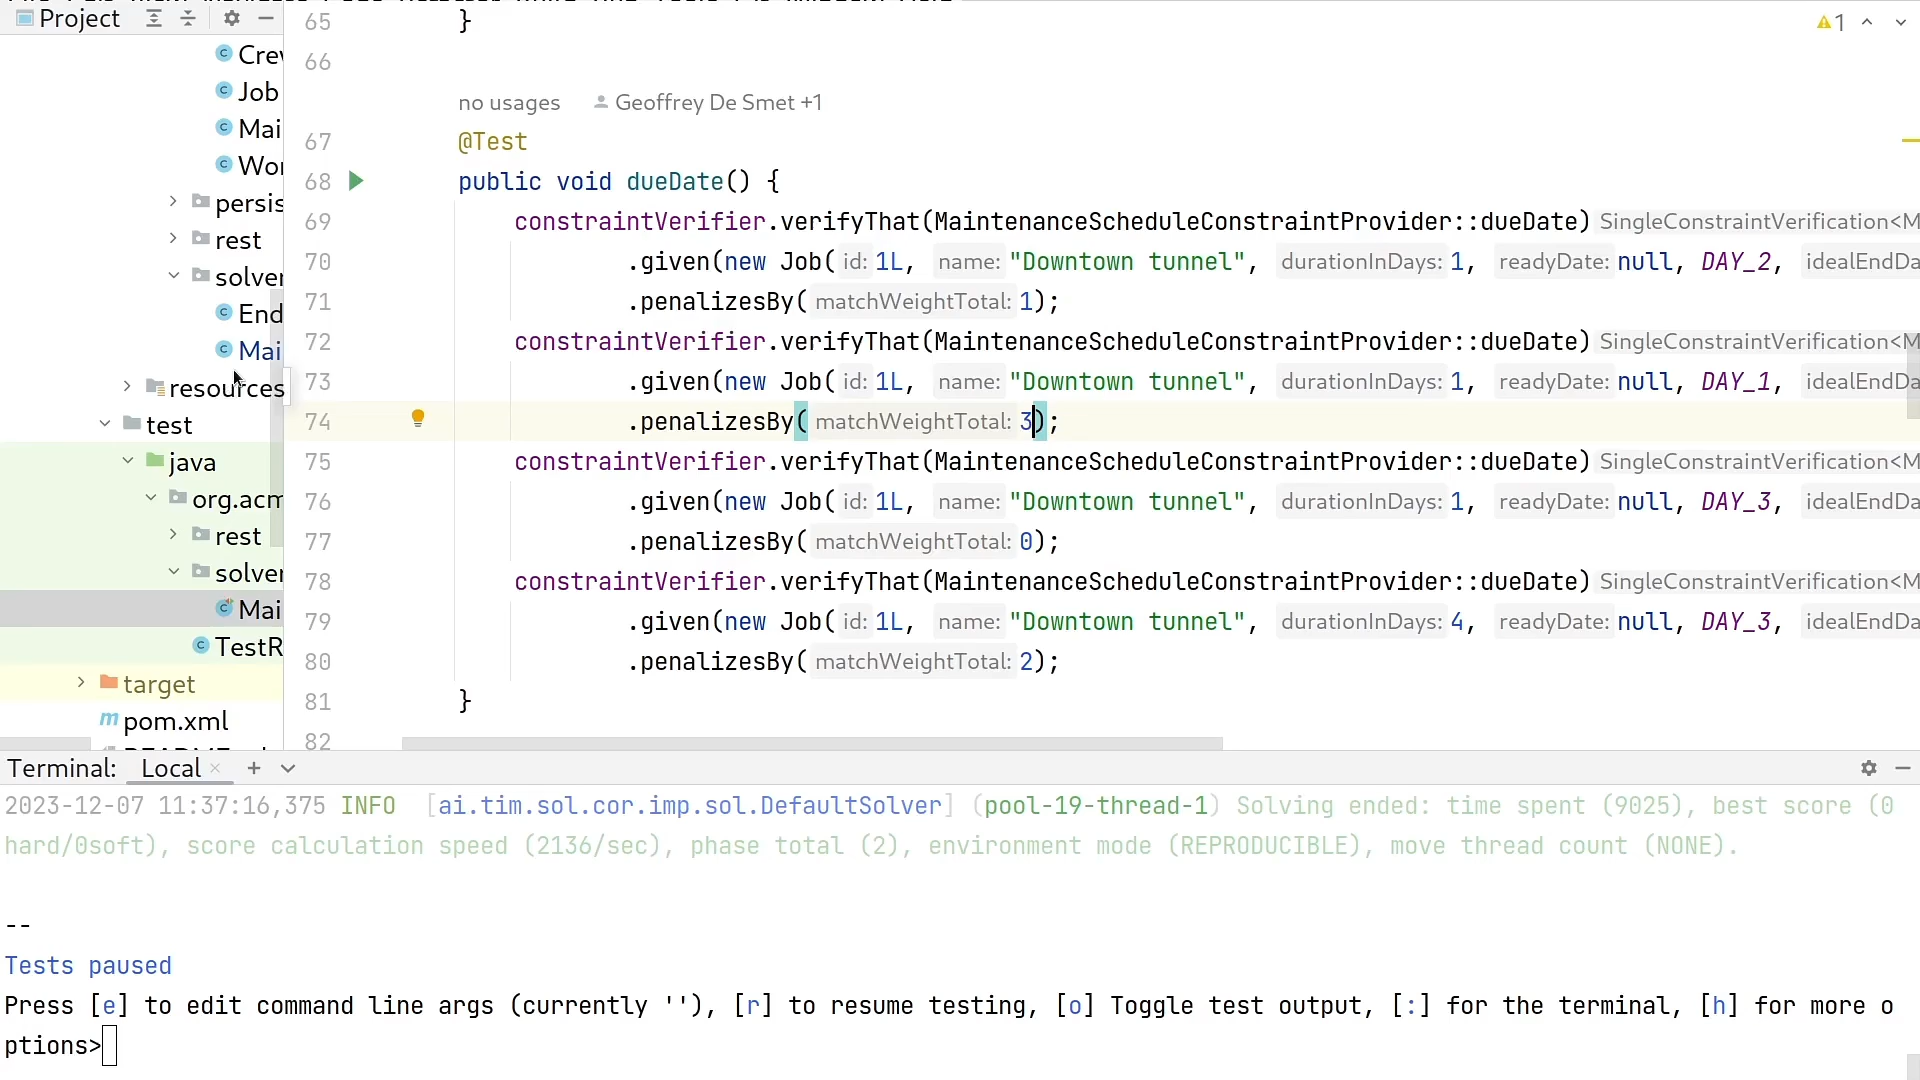 Project
Crew
Job
Mai
Wor
persis
rest
solver
End
Mai
resources
test
java
org.acm
rest
solver
Mai
TestR
target
pom.xml
65 }
66
no usages Geoffrey De Smet +1
67 @Test
68 public void dueDate() {
69 constraintVerifier.verifyThat(MaintenanceScheduleConstraintProvider::dueDate) SingleConstraintVerification<M
70 .given(new Job( id: 1L, name: "Downtown tunnel", durationInDays: 1, readyDate: null, DAY_2, idealEndDa
71 .penalizesBy( matchWeightTotal: 1);
72 constraintVerifier.verifyThat(MaintenanceScheduleConstraintProvider::dueDate) SingleConstraintVerification<M
73 .given(new Job( id: 1L, name: "Downtown tunnel", durationInDays: 1, readyDate: null, DAY_1, idealEndDa
74 .penalizesBy( matchWeightTotal: 3);
75 constraintVerifier.verifyThat(MaintenanceScheduleConstraintProvider::dueDate) SingleConstraintVerification<M
76 .given(new Job( id: 1L, name: "Downtown tunnel", durationInDays: 1, readyDate: null, DAY_3, idealEndDa
77 .penalizesBy( matchWeightTotal: 0);
78 constraintVerifier.verifyThat(MaintenanceScheduleConstraintProvider::dueDate) SingleConstraintVerification<M
79 .given(new Job( id: 1L, name: "Downtown tunnel", durationInDays: 4, readyDate: null, DAY_3, idealEndDa
80 .penalizesBy( matchWeightTotal: 2);
81 }
82
1
Terminal: Local
2023-12-07 11:37:16,375 INFO [ai.tim.sol.cor.imp.sol.DefaultSolver] (pool-19-thread-1) Solving ended: time spent (9025), best score (0
hard/0soft), score calculation speed (2136/sec), phase total (2), environment mode (REPRODUCIBLE), move thread count (NONE).
--
Tests paused
Press [e] to edit command line args (currently ''), [r] to resume testing, [o] Toggle test output, [:] for the terminal, [h] for more o
ptions>